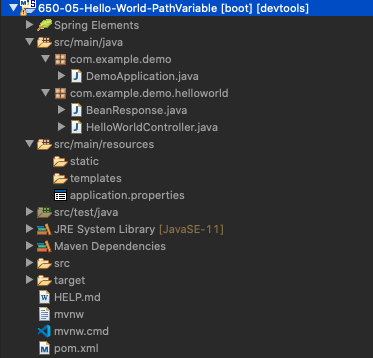 650-05-Hello-World-PathVariable [boot] [devtools]
Spring Elements
src/main/java
com.example.demo
DemoApplication.java
com.example.demo.helloworld
BeanResponse.java
HelloWorldController.java
src/main/resources
static
templates
application.properties
src/test/java
JRE System Library [JavaSE-11]
Maven Dependencies
src
target
HELP.md
mvnw
mvnw.cmd
pom.xml